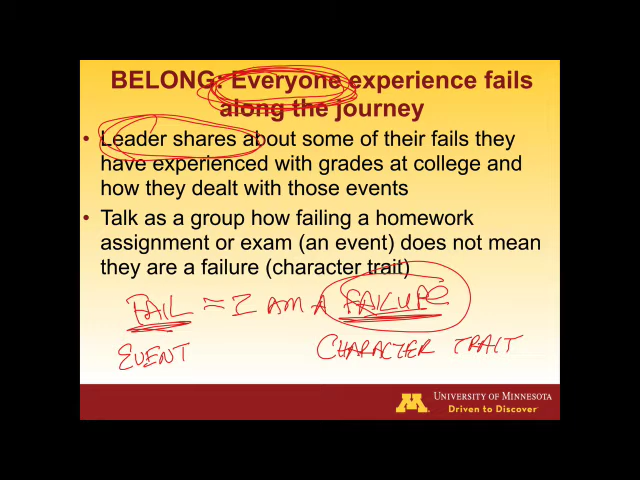 BELONG: Everyone experience fails
along the journey
• Leader shares about some of their fails they
have experienced with grades at college and
how they dealt with those events
• Talk as a group how failing a homework
assignment or exam (an event) does not mean
they are a failure (character trait)
FAIL ≈ I AM A FAILURE
EVENT CHARACTER TRAIT
M UNIVERSITY OF MINNESOTA
Driven to Discover℠